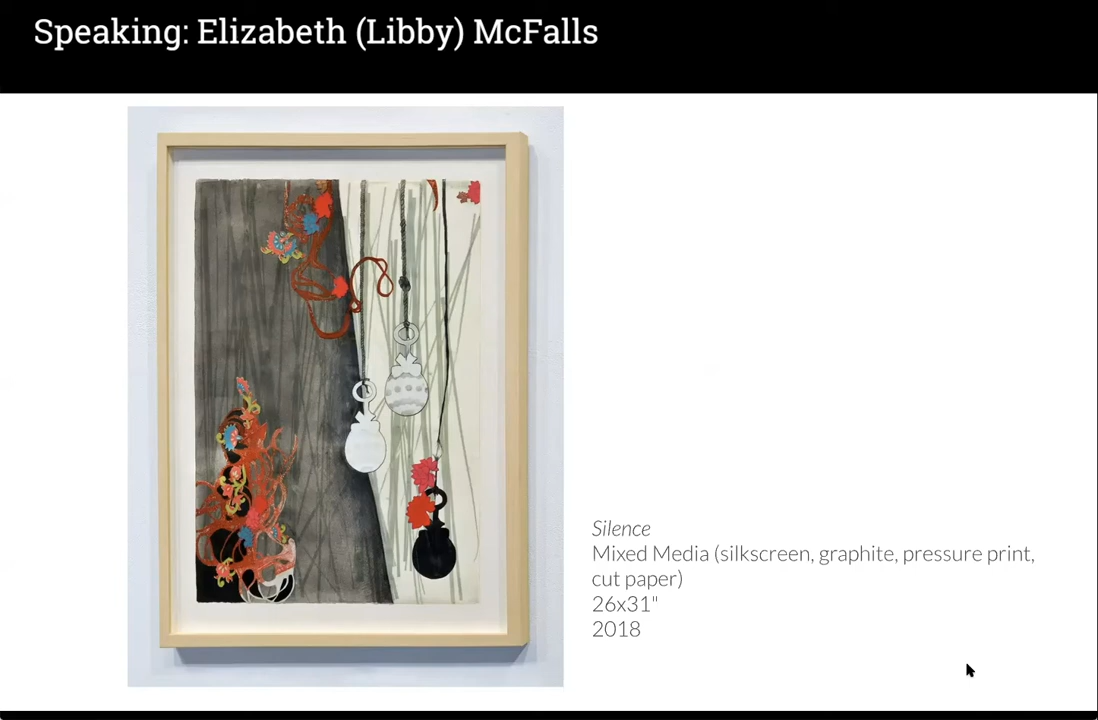 Speaking: Elizabeth (Libby) McFalls
Silence
Mixed Media (silkscreen, graphite, pressure print,
cut paper)
26x31"
2018